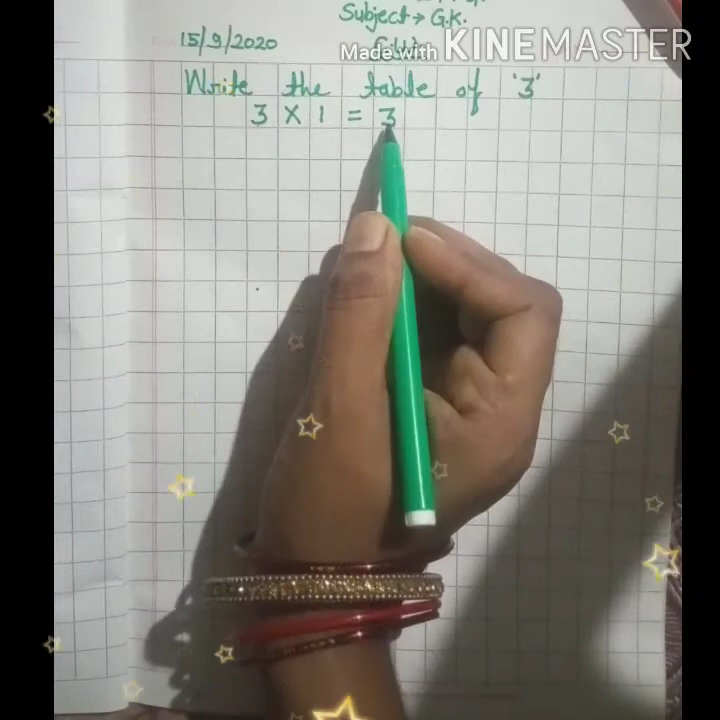 Subject → G.K.
15/9/2020
Made with KINEMASTER
Write the table of '3'
3 X 1 = 3